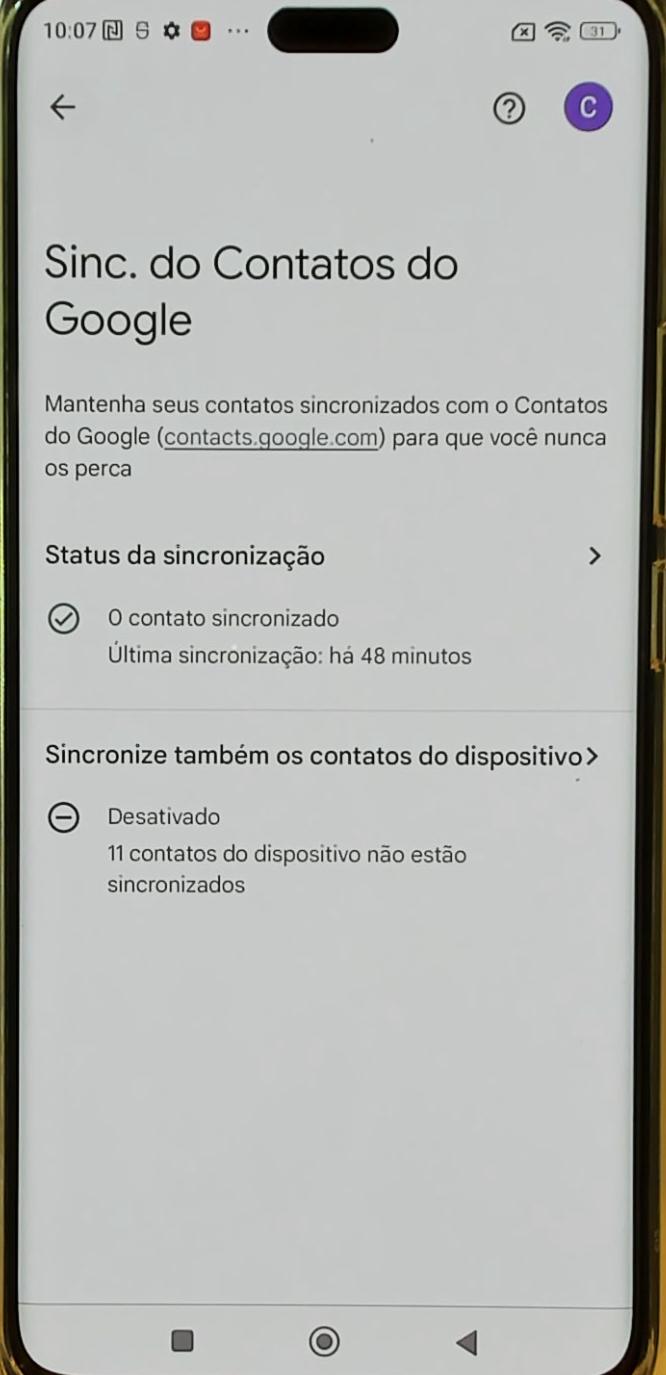 10:07
31
C
Sinc. do Contatos do
Google
Mantenha seus contatos sincronizados com o Contatos
do Google (contacts.google.com) para que você nunca
os perca
Status da sincronização
0 contato sincronizado
Última sincronização: há 48 minutos
Sincronize também os contatos do dispositivo
Desativado
11 contatos do dispositivo não estão
sincronizados